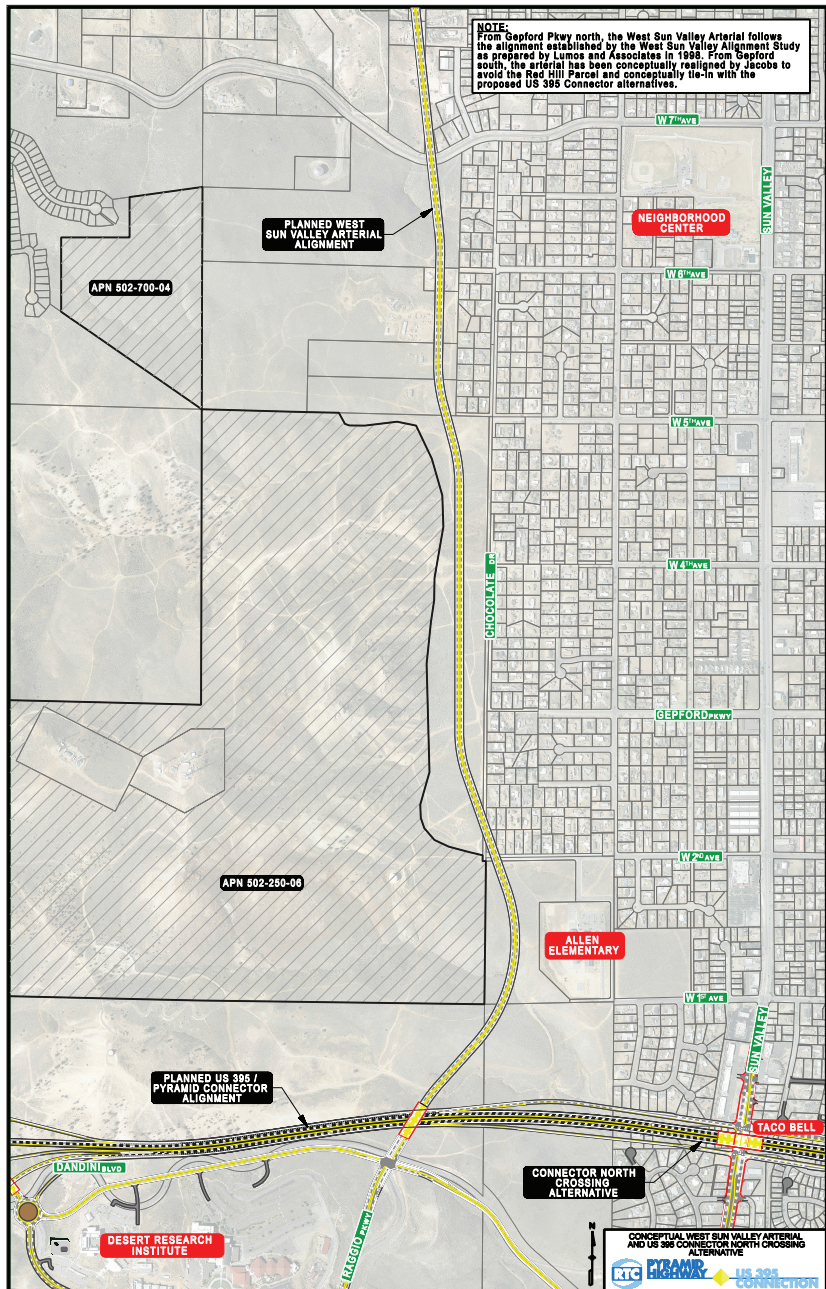 NOTE:
From Gepford Pkwy north, the West Sun Valley Arterial follows
the alignment established by the West Sun Valley Alignment Study
as prepared by Lumos and Associates in 1998. From Gepford
south, the arterial has been conceptually realigned by Jacobs to
avoid the Red Hill Parcel and conceptually tie-in with the
proposed US 395 Connector alternatives.
W 7TH AVE
SUN VALLEY
NEIGHBORHOOD
CENTER
PLANNED WEST
SUN VALLEY ARTERIAL
ALIGNMENT
W 6TH AVE
APN 502-700-04
W 5TH AVE
W 4TH AVE
CHOCOLATE DR
GEPFORD PKWY
W 2ND AVE
APN 502-250-06
ALLEN
ELEMENTARY
W 1ST AVE
SUN VALLEY
PLANNED US 395 /
PYRAMID CONNECTOR
ALIGNMENT
TACO BELL
DANDINI BLVD
CONNECTOR NORTH
CROSSING
ALTERNATIVE
RAGGIO PKWY
DESERT RESEARCH
INSTITUTE
N
CONCEPTUAL WEST SUN VALLEY ARTERIAL
AND US 395 CONNECTOR NORTH CROSSING
ALTERNATIVE
RTC
PYRAMID
HIGHWAY
US 395
CONNECTION